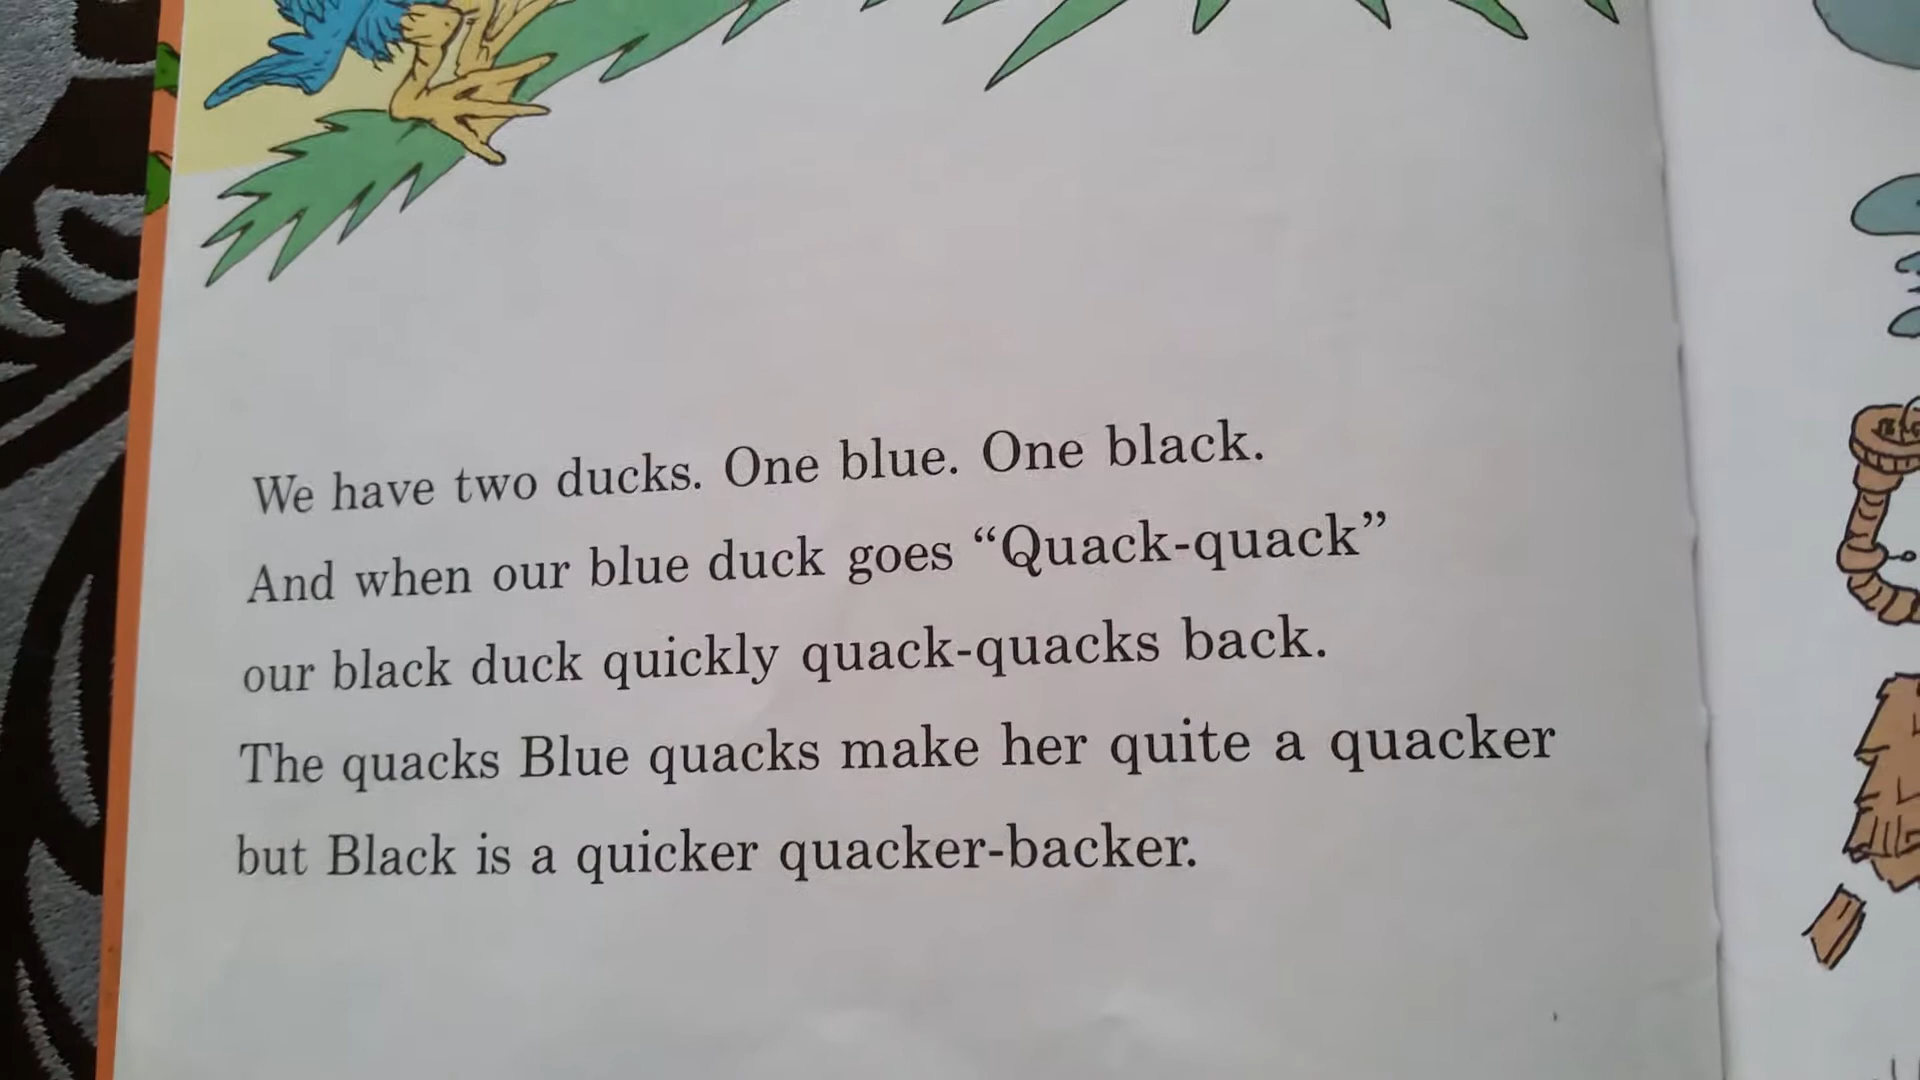 We have two ducks. One blue. One black.
And when our blue duck goes “Quack-quack”
our black duck quickly quack-quacks back.
The quacks Blue quacks make her quite a quacker
but Black is a quicker quacker-backer.